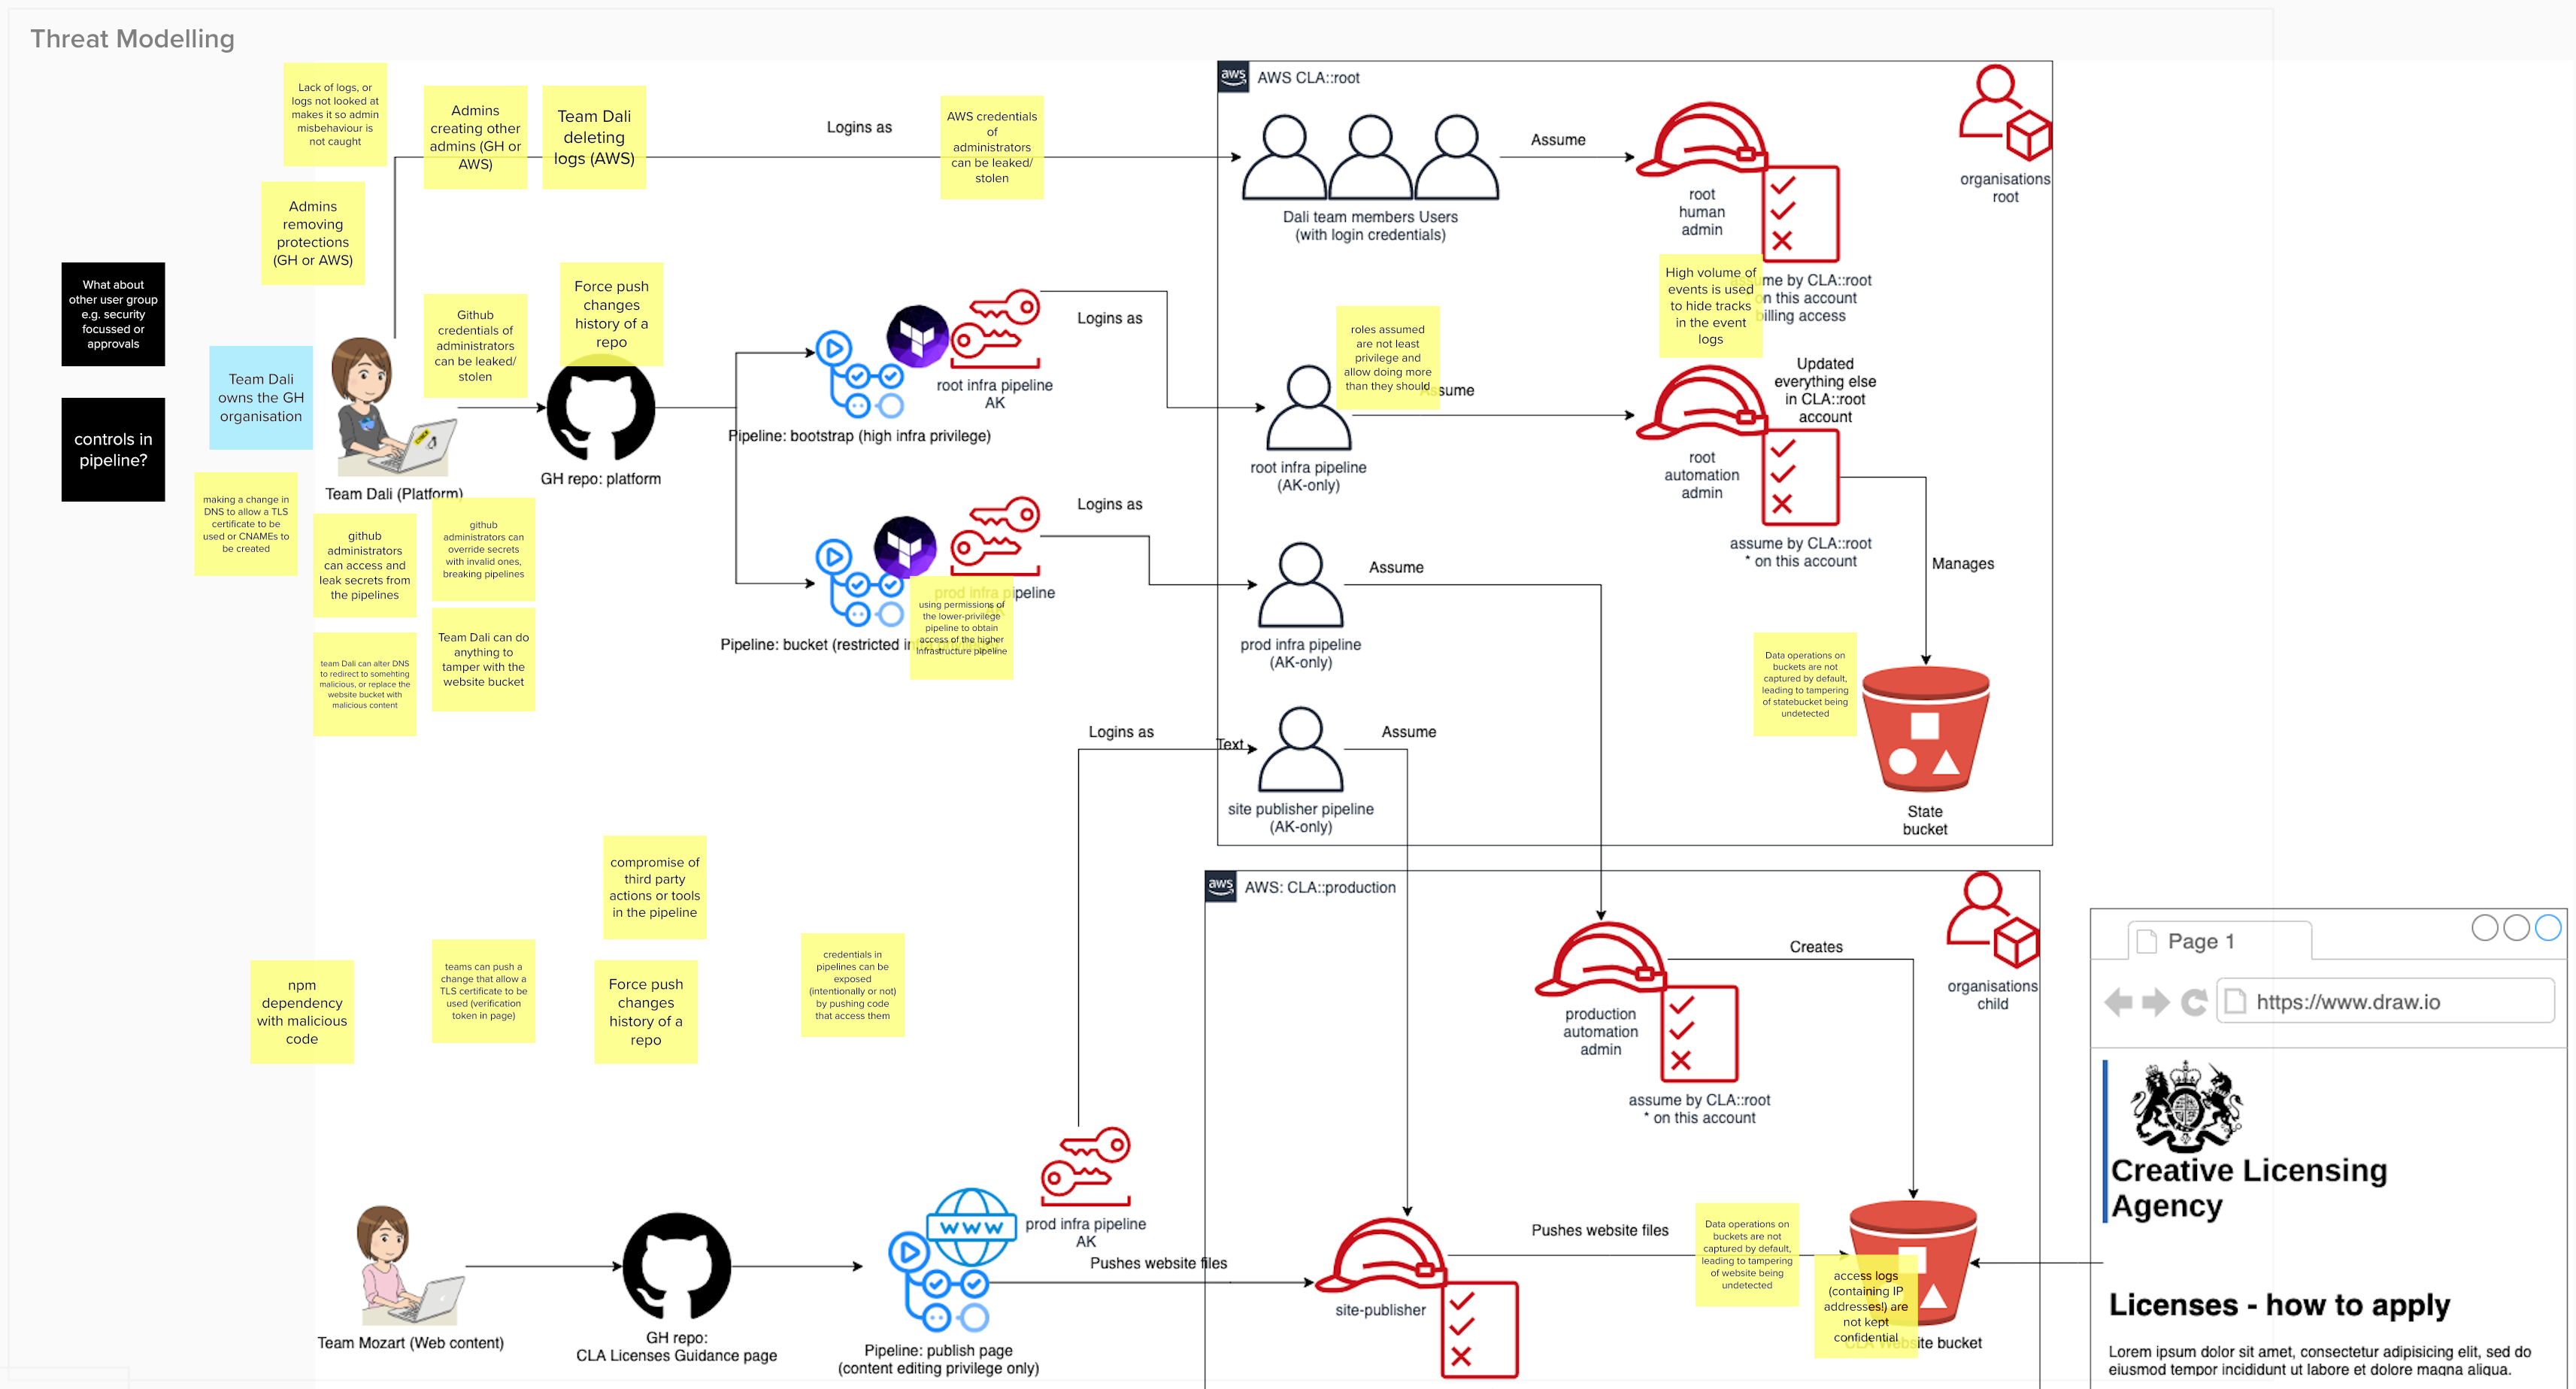 Threat Modelling
Lack of logs, or
logs not looked at
makes it so admin
misbehaviour is
not caught
Admins
creating other
admins (GH or
AWS)
Team Dali
deleting
logs (AWS)
Logins as
AWS credentials
of
administrators
can be leaked/
stolen
aws
AWS CLA::root
Dali team members Users
(with login credentials)
Assume
root
human
admin
organisations
root
Admins
removing
protections
(GH or AWS)
What about
other user group
e.g. security
focussed or
approvals
controls in
pipeline?
Team Dali
owns the GH
organisation
Github
credentials of
administrators
can be leaked/
stolen
Force push
changes
history of a
repo
Team Dali (Platform)
GH repo: platform
root infra pipeline
AK
Pipeline: bootstrap (high infra privilege)
Logins as
High volume of
events is used
to hide tracks
in the event
logs
assume by CLA::root
on this account
billing access
roles assumed
are not least
privilege and
allow doing more
than they should
Assume
root infra pipeline
(AK-only)
Updated
everything else
in CLA::root
account
root
automation
admin
assume by CLA::root
* on this account
Manages
making a change in
DNS to allow a TLS
certificate to be
used or CNAMEs to
be created
github
administrators
can access and
leak secrets from
the pipelines
github
administrators can
override secrets
with invalid ones,
breaking pipelines
team Dali can alter DNS
to redirect to somehting
malicious, or replace the
website bucket with
malicious content
Team Dali can do
anything to
tamper with the
website bucket
prod infra pipeline
Pipeline: bucket (restricted
using permissions of
the lower-privilege
pipeline to obtain
access of the higher
Infrastructure pipeline
Logins as
prod infra pipeline
(AK-only)
Assume
Data operations on
buckets are not
captured by default,
leading to tampering
of statebucket being
undetected
State
bucket
Logins as
Text
site publisher pipeline
(AK-only)
Assume
compromise of
third party
actions or tools
in the pipeline
npm
dependency
with malicious
code
teams can push a
change that allow a
TLS certificate to be
used (verification
token in page)
Force push
changes
history of a
repo
credentials in
pipelines can be
exposed
(intentionally or not)
by pushing code
that access them
aws
AWS: CLA::production
Creates
organisations
child
production
automation
admin
assume by CLA::root
* on this account
Team Mozart (Web content)
GH repo:
CLA Licenses Guidance page
WWW
Pipeline: publish page
(content editing privilege only)
prod infra pipeline
AK
Pushes website files
site-publisher
Pushes website files
Data operations on
buckets are not
captured by default,
leading to tampering
of website being
undetected
access logs
(containing IP
addresses!) are
not kept
confidential
CLA Website bucket
Page 1
https://www.draw.io
Creative Licensing
Agency
Licenses - how to apply
Lorem ipsum dolor sit amet, consectetur adipisicing elit, sed do
eiusmod tempor incididunt ut labore et dolore magna aliqua.